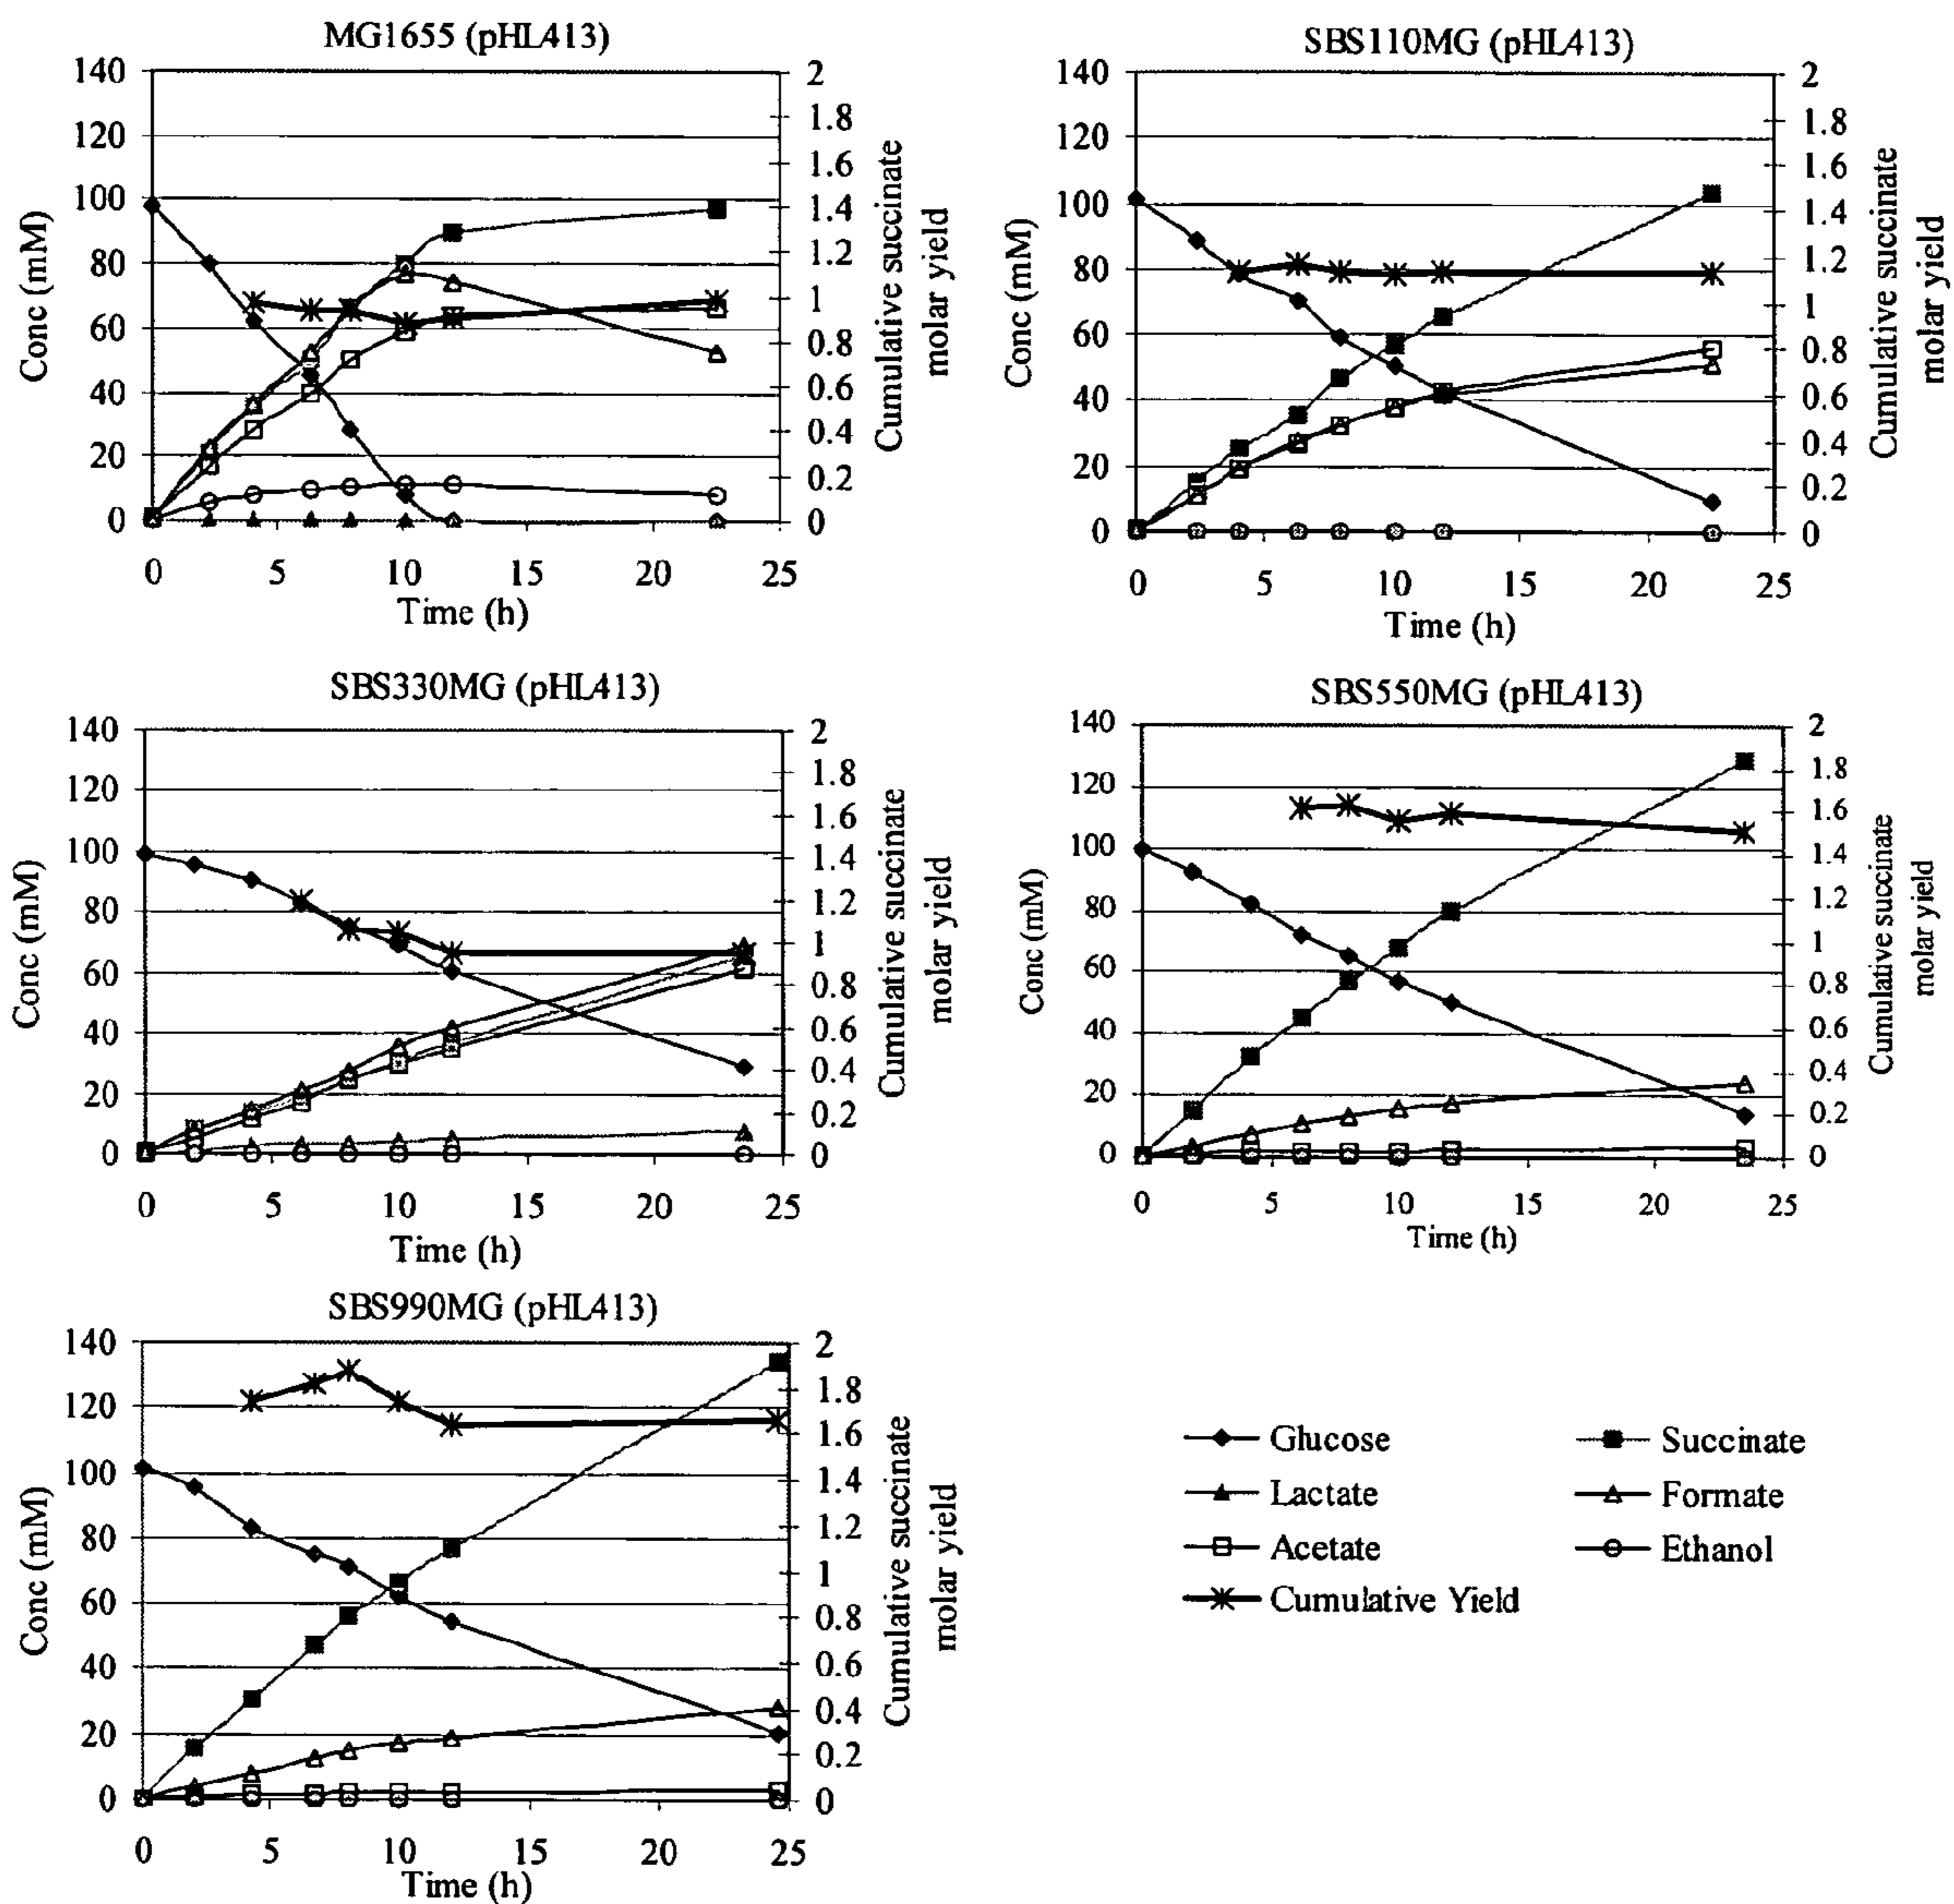 MG1655 (pHL413)
140
120
100
80
60
40
20
0
Conc (mM)
2
1.8
1.6
1.4
1.2
1
0.8
0.6
0.4
0.2
0
Cumulative succinate
molar yield
0 5 10 15 20 25
Time (h)
SBS110MG (pHL413)
140
120
100
80
60
40
20
0
Conc (mM)
2
1.8
1.6
1.4
1.2
1
0.8
0.6
0.4
0.2
0
Cumulative succinate
molar yield
0 5 10 15 20 25
Time (h)
SBS330MG (pHL413)
140
120
100
80
60
40
20
0
Conc (mM)
2
1.8
1.6
1.4
1.2
1
0.8
0.6
0.4
0.2
0
Cumulative succinate
molar yield
0 5 10 15 20 25
Time (h)
SBS550MG (pHL413)
140
120
100
80
60
40
20
0
Conc (mM)
2
1.8
1.6
1.4
1.2
1
0.8
0.6
0.4
0.2
0
Cumulative succinate
molar yield
0 5 10 15 20 25
Time (h)
SBS990MG (pHL413)
140
120
100
80
60
40
20
0
Conc (mM)
2
1.8
1.6
1.4
1.2
1
0.8
0.6
0.4
0.2
0
Cumulative succinate
molar yield
0 5 10 15 20 25
Time (h)
Glucose Succinate
Lactate Formate
Acetate Ethanol
Cumulative Yield